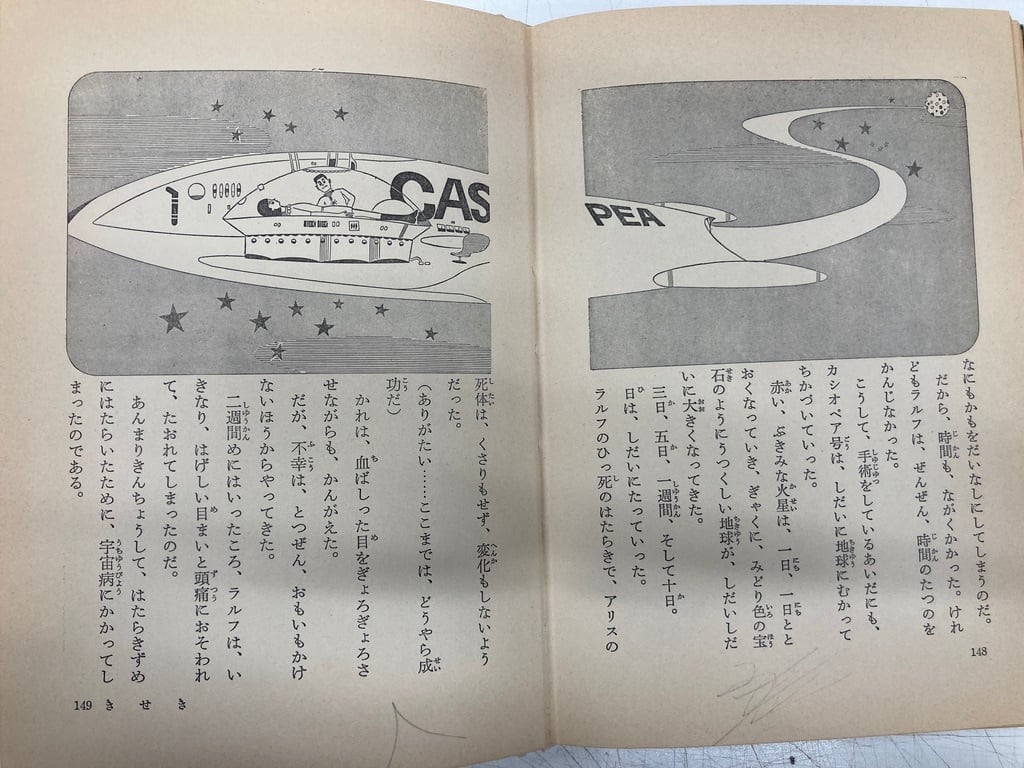 なにもかもをだいなしにしてしまうのだ。
だから、時間も、ながくかかった。けれ
どもラルフは、ぜんぜん、時間のたつのを
かんじなかった。
こうして、手術をしているあいだにも、
カシオペア号は、しだいに地球にむかって
ちかづいていった。
赤い、ぶきみな火星は、一日、一日とと
おくなっていき、ぎゃくに、みどり色の宝
石のようにうつくしい地球が、しだいしだ
いに大きくなってきた。
三日、五日、一週間、そして十日。
日は、しだいにたっていった。
ラルフのひっ死のはたらきで、アリスの
148
PEA
CAS
死体は、くさりもせず、変化もしないよう
だった。
(ありがたい……ここまでは、どうやら成
功だ)
かれは、血ばしった目をぎょろぎょろさ
せながらも、かんがえた。
だが、不幸は、とつぜん、おもいもかけ
ないほうからやってきた。
二週間めにはいったころ、ラルフは、い
きなり、はげしい目まいと頭痛におそわれ
て、たおれてしまったのだ。
あんまりきんちょうして、はたらきずめ
にはたらいたために、宇宙病にかかってし
まったのである。
149 きせき